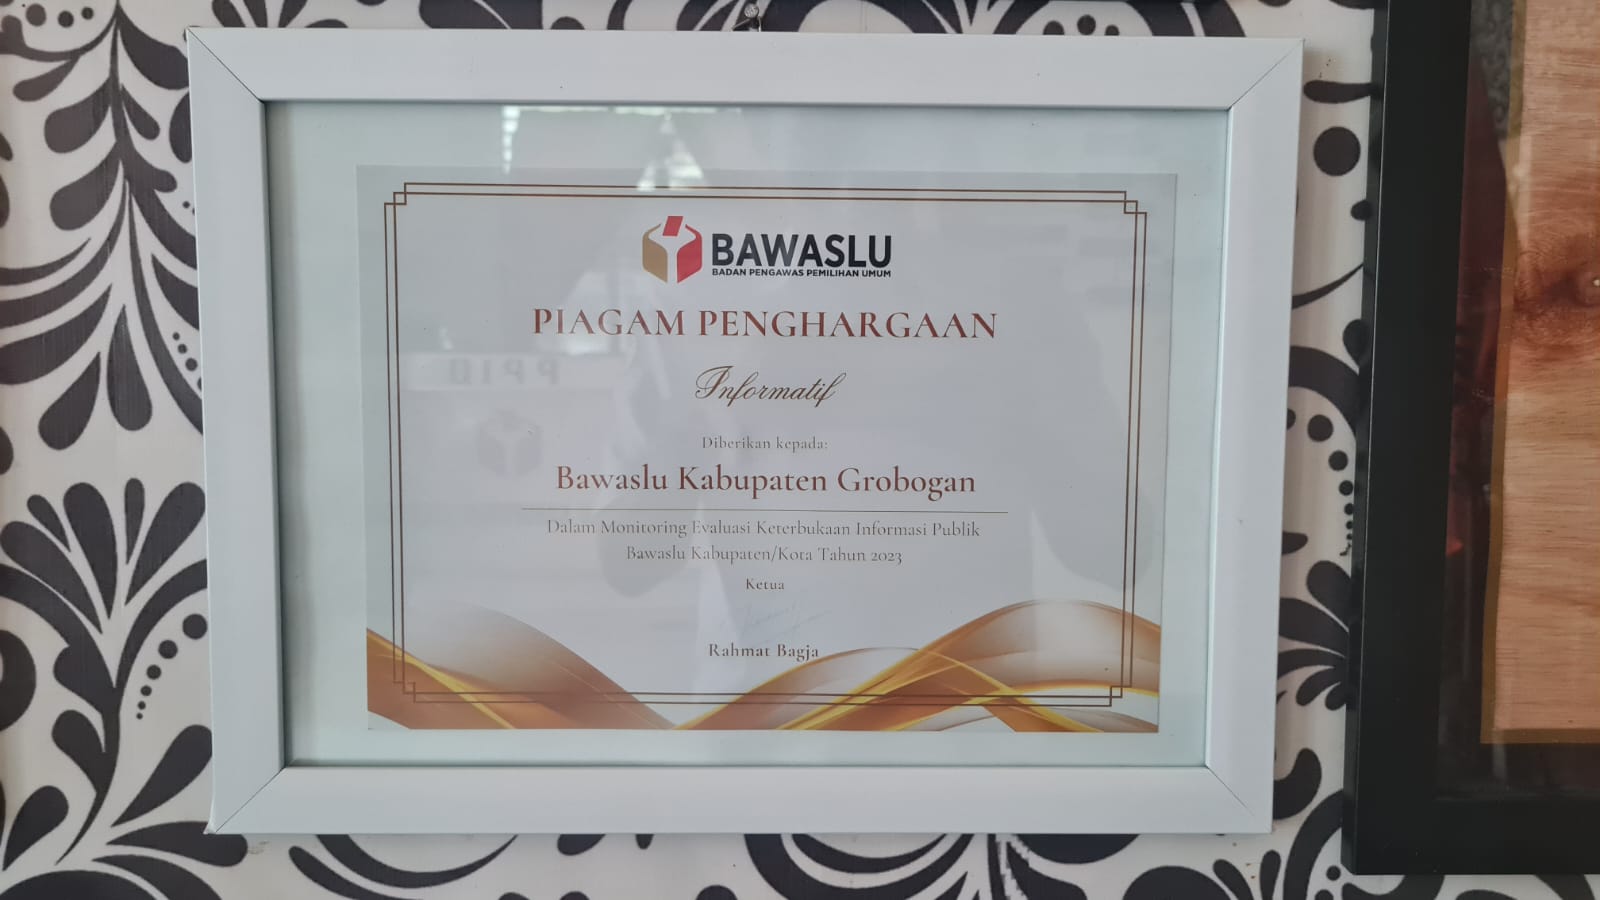 BAWASLU
BADAN PENGAWAS PEMILIHAN UMUM
PIAGAM PENGHARGAAN
Informatif
Diberikan kepada:
Bawaslu Kabupaten Grobogan
Dalam Monitoring Evaluasi Keterbukaan Informasi Publik
Bawaslu Kabupaten/Kota Tahun 2023
Ketua
Rahmat Bagja